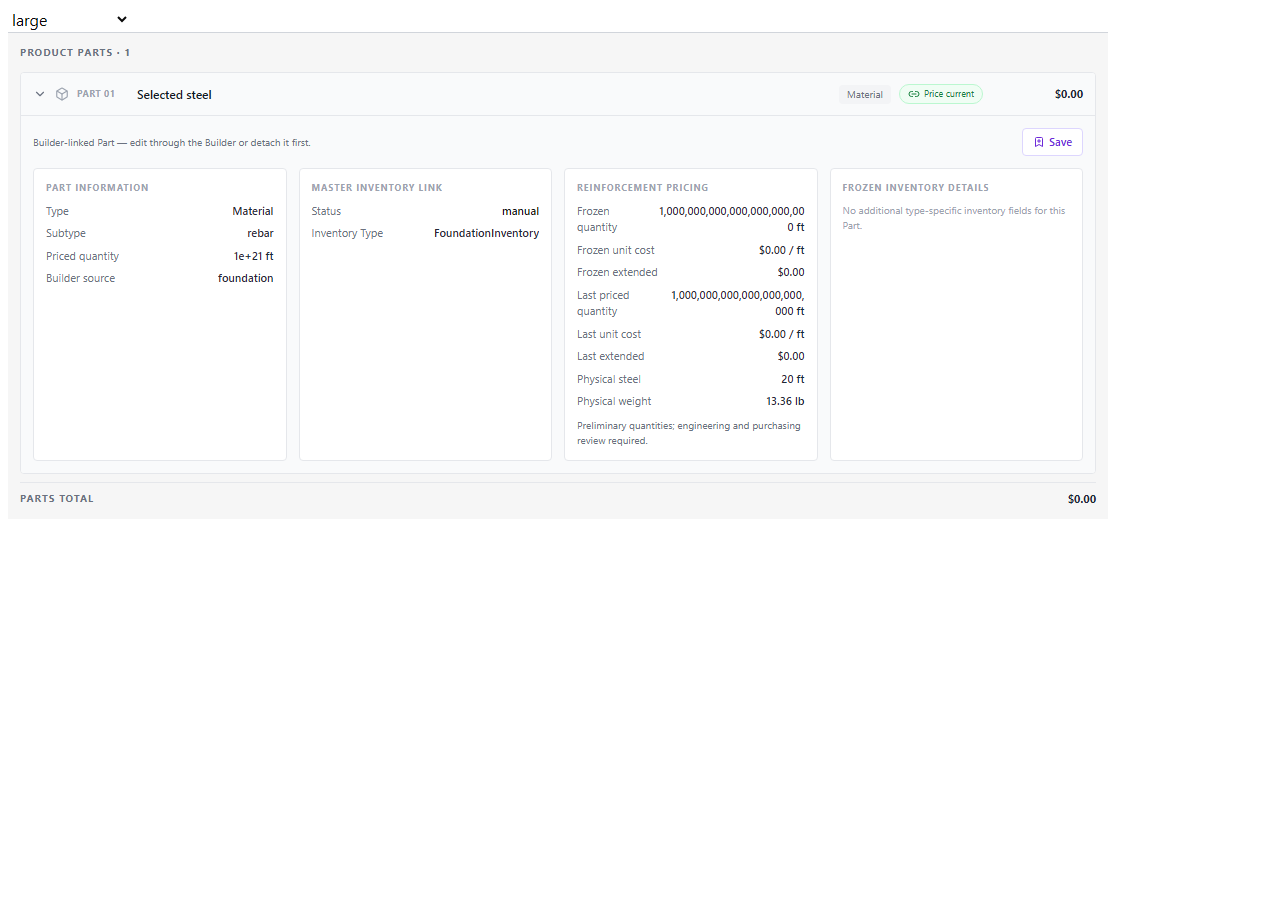 large
PRODUCT PARTS · 1
PART 01 Selected steel Material Price current $0.00
Builder-linked Part — edit through the Builder or detach it first. Save
PART INFORMATION
Type Material
Subtype rebar
Priced quantity 1e+21 ft
Builder source foundation
MASTER INVENTORY LINK
Status manual
Inventory Type FoundationInventory
REINFORCEMENT PRICING
Frozen 1,000,000,000,000,000,000,00
quantity 0 ft
Frozen unit cost $0.00 / ft
Frozen extended $0.00
Last priced 1,000,000,000,000,000,000,
quantity 000 ft
Last unit cost $0.00 / ft
Last extended $0.00
Physical steel 20 ft
Physical weight 13.36 lb
Preliminary quantities; engineering and purchasing
review required.
FROZEN INVENTORY DETAILS
No additional type-specific inventory fields for this
Part.
PARTS TOTAL $0.00